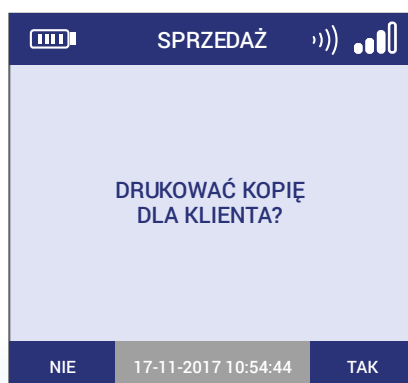 SPRZEDAŻ
DRUKOWAĆ KOPIĘ
DLA KLIENTA?
NIE 17-11-2017 10:54:44 TAK